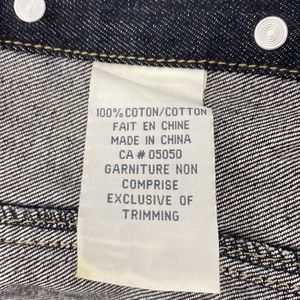 100% COTON/COTTON
FAIT EN CHINE
MADE IN CHINA
CA # 05050
GARNITURE NON
COMPRISE
EXCLUSIVE OF
TRIMMING